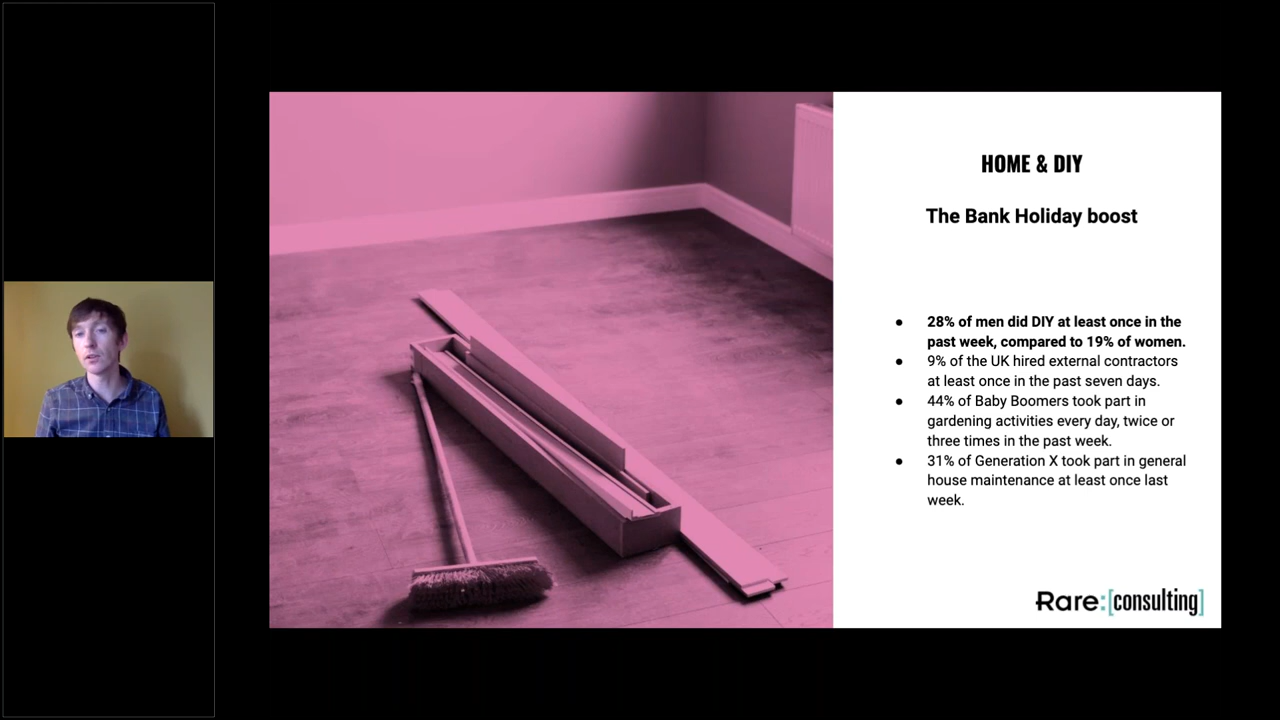 HOME & DIY
The Bank Holiday boost
● 28% of men did DIY at least once in the
past week, compared to 19% of women.
● 9% of the UK hired external contractors
at least once in the past seven days.
● 44% of Baby Boomers took part in
gardening activities every day, twice or
three times in the past week.
● 31% of Generation X took part in general
house maintenance at least once last
week.
Rare:[consulting]